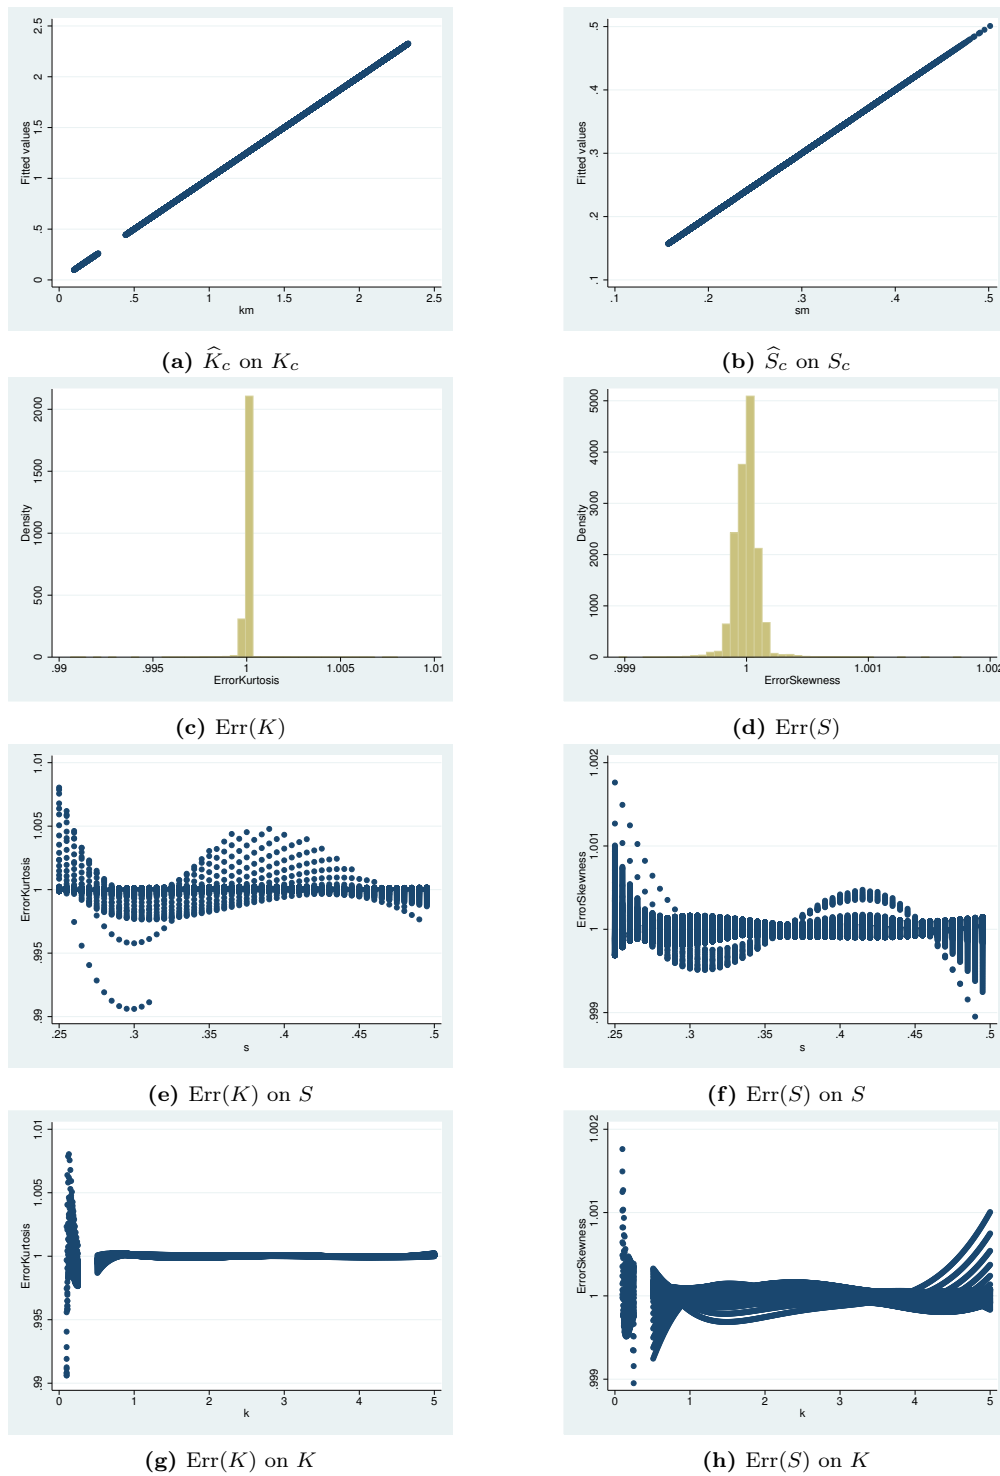 Fitted values
0 .5 1 1.5 2 2.5
0 .5 1 1.5 2 2.5
km
(a) K̂c on Kc
Fitted values
.1 .2 .3 .4 .5
.1 .2 .3 .4 .5
sm
(b) Ŝc on Sc
Density
0 500 1000 1500 2000
.99 .995 1 1.005 1.01
ErrorKurtosis
(c) Err(K)
Density
0 1000 2000 3000 4000 5000
.999 1 1.001 1.002
ErrorSkewness
(d) Err(S)
ErrorKurtosis
.99 .995 1 1.005 1.01
.25 .3 .35 .4 .45 .5
s
(e) Err(K) on S
ErrorSkewness
.999 1 1.001 1.002
.25 .3 .35 .4 .45 .5
s
(f) Err(S) on S
ErrorKurtosis
.99 .995 1 1.005 1.01
0 1 2 3 4 5
k
(g) Err(K) on K
ErrorSkewness
.999 1 1.001 1.002
0 1 2 3 4 5
k
(h) Err(S) on K